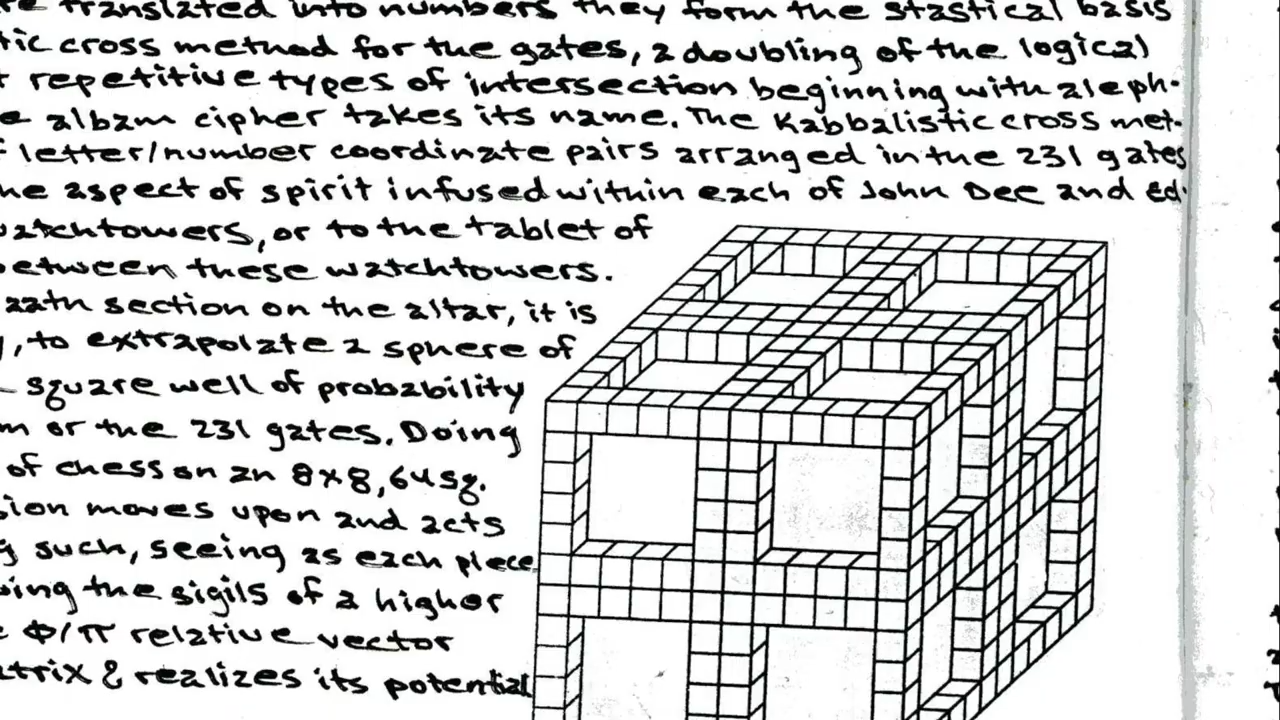 re translated into numbers they form the stastical basis
tic cross method for the gates, a doubling of the logical
repetitive types of intersection beginning with aleph-
albam cipher takes its name. The Kabbalistic cross met-
f letter/number coordinate pairs arranged in the 231 gates
he aspect of spirit infused within each of John Dee and Ed.
watchtowers, or to the tablet of
between these watchtowers.
section on the altar, it is
y, to extrapolate a sphere of
square well of probability
m or the 231 gates. Doing
of chess on an 8x8, 64 sq.
sion moves upon and acts
g such, seeing as each piece
oing the sigils of a higher
Φ/π relative vector
atrix & realizes its potential